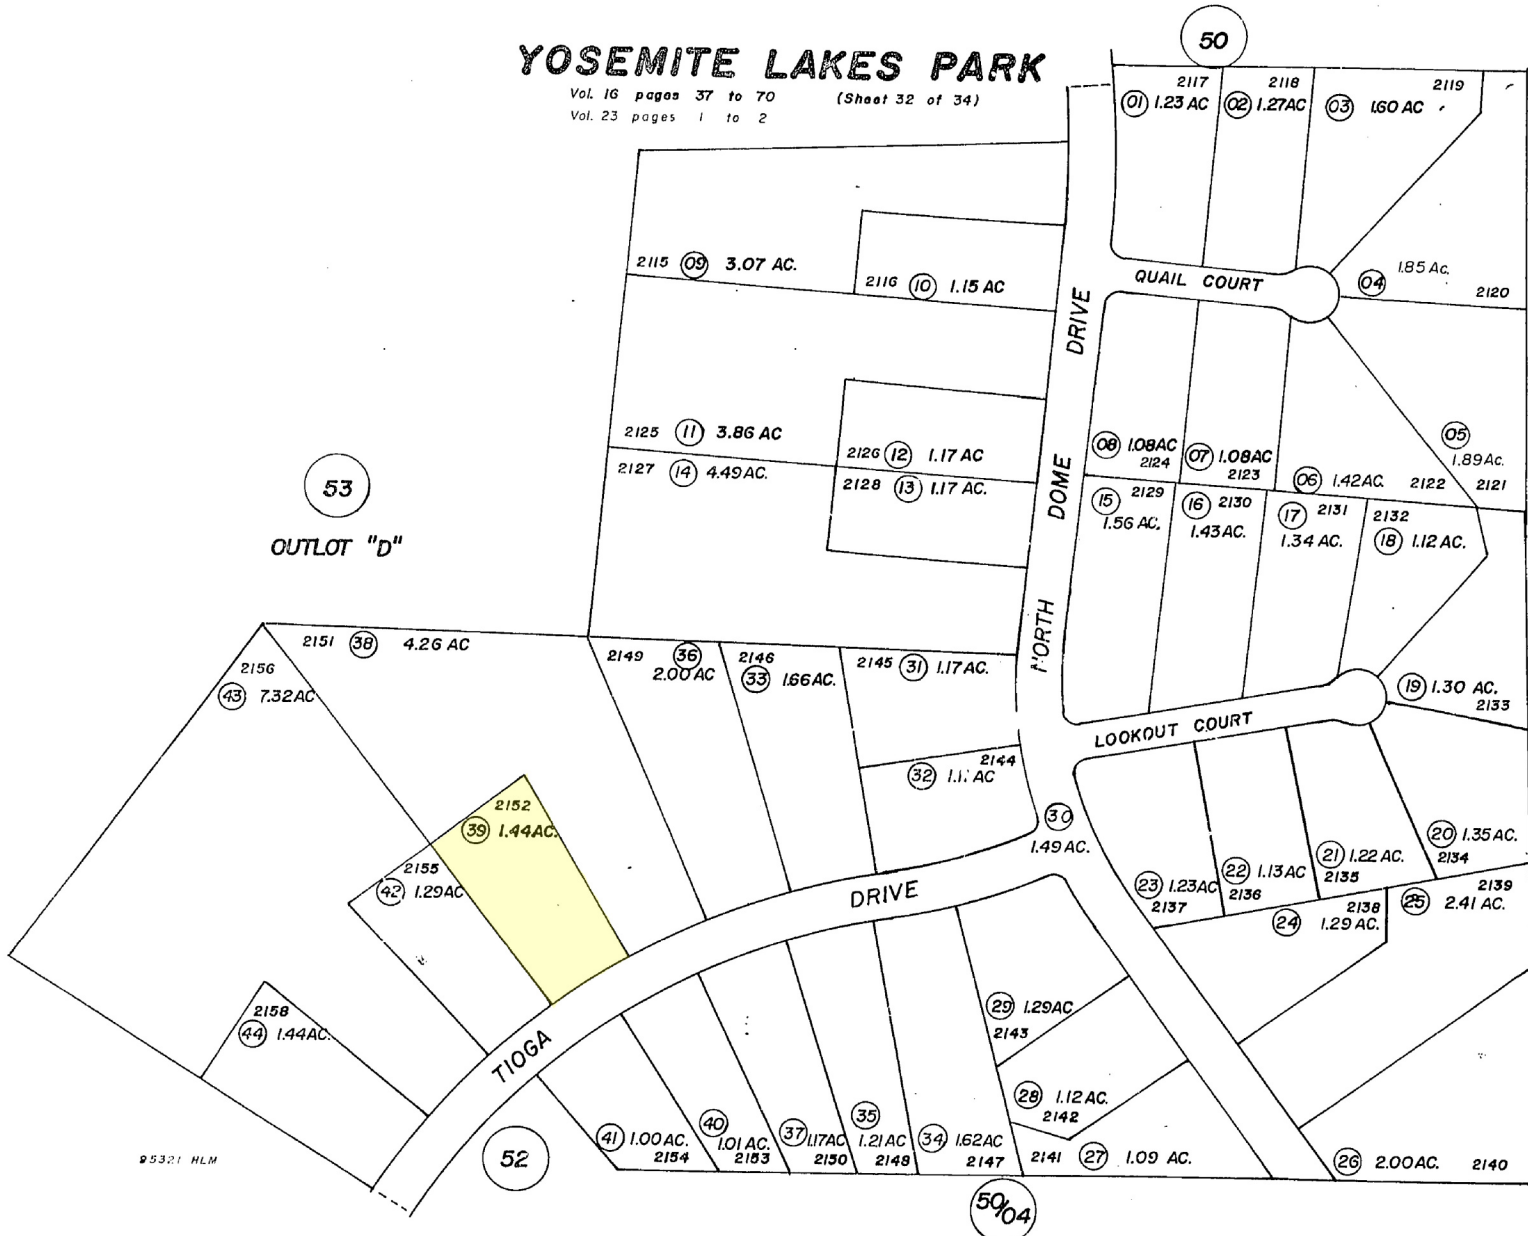 50
YOSEMITE LAKES PARK
Vol. 16 pages 37 to 70 (Sheet 32 of 34)
Vol. 23 pages 1 to 2
2117
01 1.23 AC
2118
02 1.27AC
2119
03 1.60 AC
2115 09 3.07 AC.
2116 10 1.15 AC
QUAIL COURT
04 1.85 Ac.
2120
NORTH DOME DRIVE
2125 11 3.86 AC
2126 12 1.17 AC
08 1.08AC
2124
07 1.08AC
2123
06 1.42AC. 2122
05
1.89Ac.
2121
2127 14 4.49AC.
2128 13 1.17 AC.
15 2129
1.56 AC.
16 2130
1.43AC.
17 2131
1.34 AC.
2132
18 1.12AC.
53
OUTLOT "D"
2151 38 4.26 AC
2149 36
2.00 AC
2146
33 1.66AC.
2145 31 1.17AC.
2156
43 7.32AC
19 1.30 AC.
2133
LOOKOUT COURT
2144
32
2152
39 1.44AC.
30
1.49AC.
20 1.35AC.
2134
2155
42 1.29AC
21 1.22AC.
2135
22 1.13AC
2136
23 1.23AC
2137
2139
25 2.41 AC.
2138
24 1.29AC.
TIOGA DRIVE
2158
44 1.44AC.
29 1.29AC
2143
28 1.12AC.
2142
41 1.00AC.
2154
40
1.01AC.
2153
37 1.17AC
2150
35
1.21AC
2148
34 1.62AC
2147
2141 27 1.09 AC.
26 2.00AC. 2140
95321 HLM
52
50/04